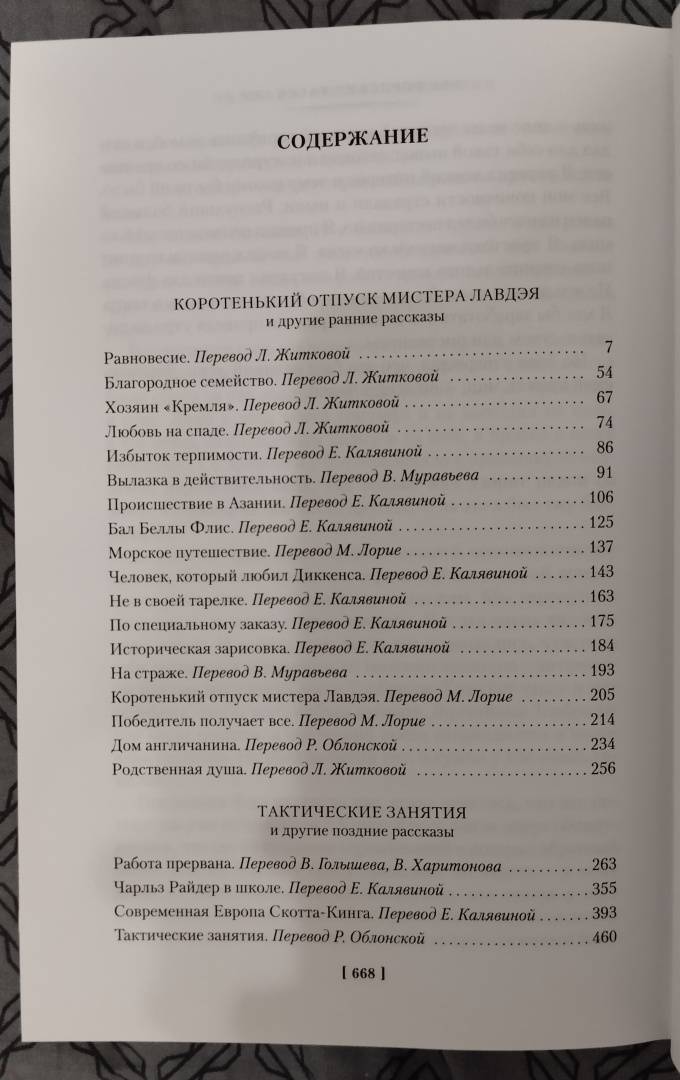 СОДЕРЖАНИЕ
КОРОТЕНЬКИЙ ОТПУСК МИСТЕРА ЛАВДЭЯ
и другие ранние рассказы
Равновесие. Перевод Л. Житковой 7
Благородное семейство. Перевод Л. Житковой 54
Хозяин «Кремля». Перевод Л. Житковой 67
Любовь на спаде. Перевод Л. Житковой 74
Избыток терпимости. Перевод Е. Калявиной 86
Вылазка в действительность. Перевод В. Муравьева 91
Происшествие в Азании. Перевод Е. Калявиной 106
Бал Беллы Флис. Перевод Е. Калявиной 125
Морское путешествие. Перевод М. Лорие 137
Человек, который любил Диккенса. Перевод Е. Калявиной 143
Не в своей тарелке. Перевод Е. Калявиной 163
По специальному заказу. Перевод Е. Калявиной 175
Историческая зарисовка. Перевод Е. Калявиной 184
На страже. Перевод В. Муравьева 193
Коротенький отпуск мистера Лавдэя. Перевод М. Лорие 205
Победитель получает все. Перевод М. Лорие 214
Дом англичанина. Перевод Р. Облонской 234
Родственная душа. Перевод Л. Житковой 256
ТАКТИЧЕСКИЕ ЗАНЯТИЯ
и другие поздние рассказы
Работа прервана. Перевод В. Голышева, В. Харитонова 263
Чарльз Райдер в школе. Перевод Е. Калявиной 355
Современная Европа Скотта-Кинга. Перевод Е. Калявиной 393
Тактические занятия. Перевод Р. Облонской 460
[ 668 ]